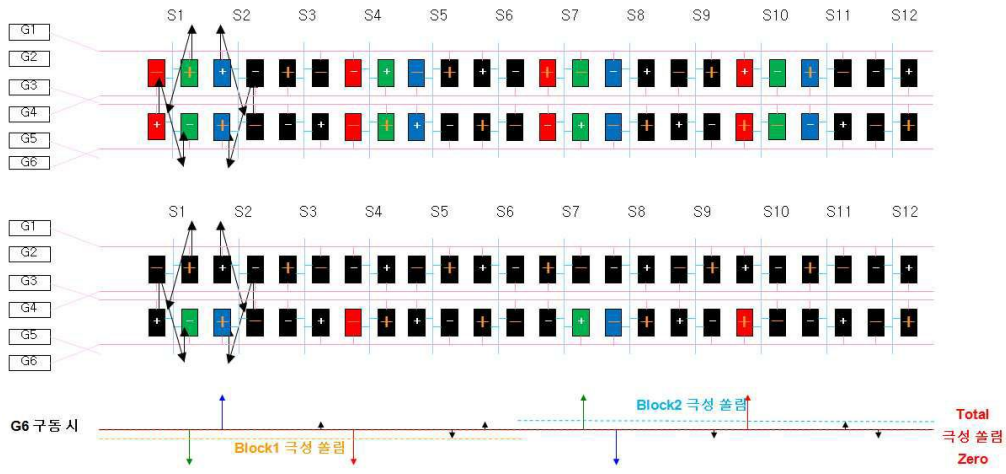 S1 S2 S3 S4 S5 S6 S7 S8 S9 S10 S11 S12
G1
G2
G3
G4
G5
G6
S1 S2 S3 S4 S5 S6 S7 S8 S9 S10 S11 S12
G1
G2
G3
G4
G5
G6
G6 구동 시
Block1 극성 쏠림
Block2 극성 쏠림
Total
극성 쏠림
Zero